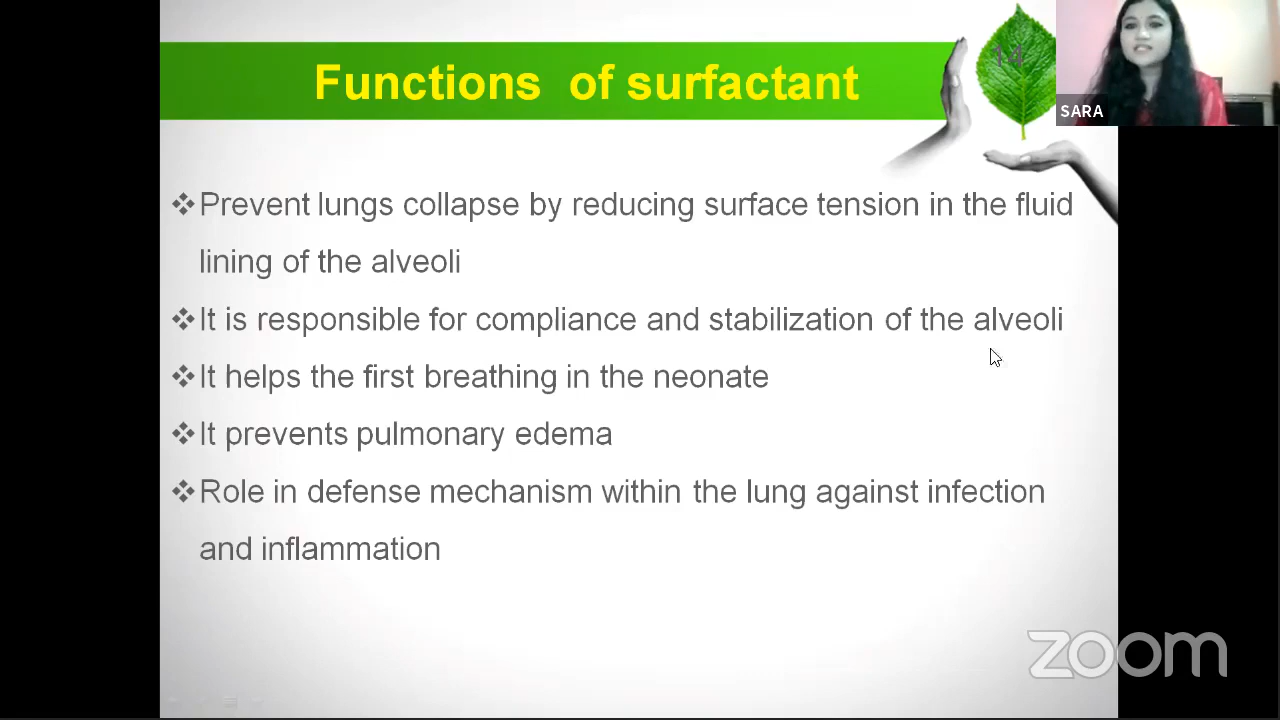 Functions of surfactant
14
SARA
❖Prevent lungs collapse by reducing surface tension in the fluid
lining of the alveoli
❖It is responsible for compliance and stabilization of the alveoli
❖It helps the first breathing in the neonate
❖It prevents pulmonary edema
❖Role in defense mechanism within the lung against infection
and inflammation
zoom